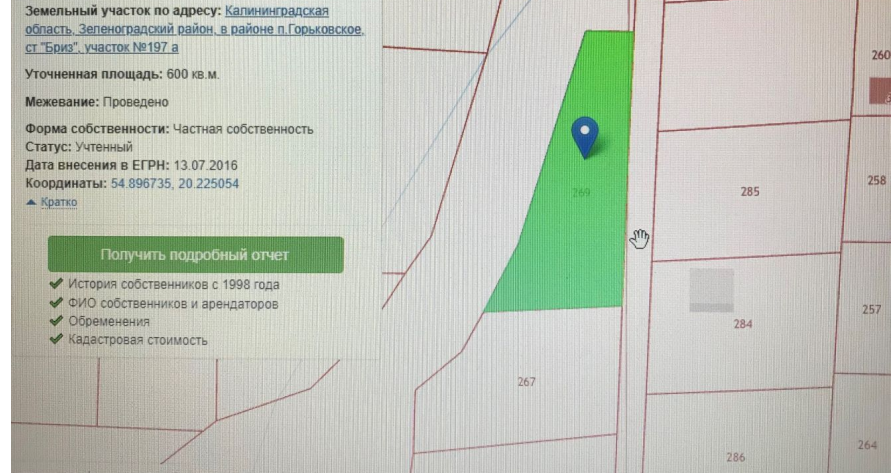 Земельный участок по адресу: Калининградская
область, Зеленоградский район, в районе п.Горьковское,
ст "Бриз", участок №197 а
Уточненная площадь: 600 кв.м.
Межевание: Проведено
Форма собственности: Частная собственность
Статус: Учтенный
Дата внесения в ЕГРН: 13.07.2016
Координаты: 54.896735, 20.225054
Кратко
Получить подробный отчет
История собственников с 1998 года
ФИО собственников и арендаторов
Обременения
Кадастровая стоимость
260
258
285
269
257
284
267
264
286